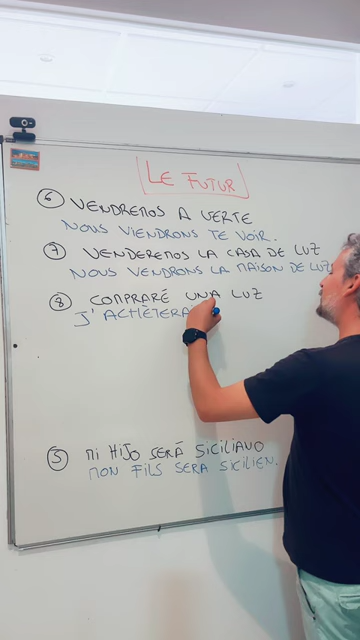 LE FUTUR
6 VENDREMOS A VERTE
NOUS VIENDRONS TE VOIR.
7 VENDEREMOS LA CASA DE LUZ
NOUS VENDRONS LA MAISON DE LUZ
8 COMPRARÉ UNA LUZ
J'ACHÈTERA
5 MI HIJO SERÁ SICILIANO
MON FILS SERA SICILIEN.